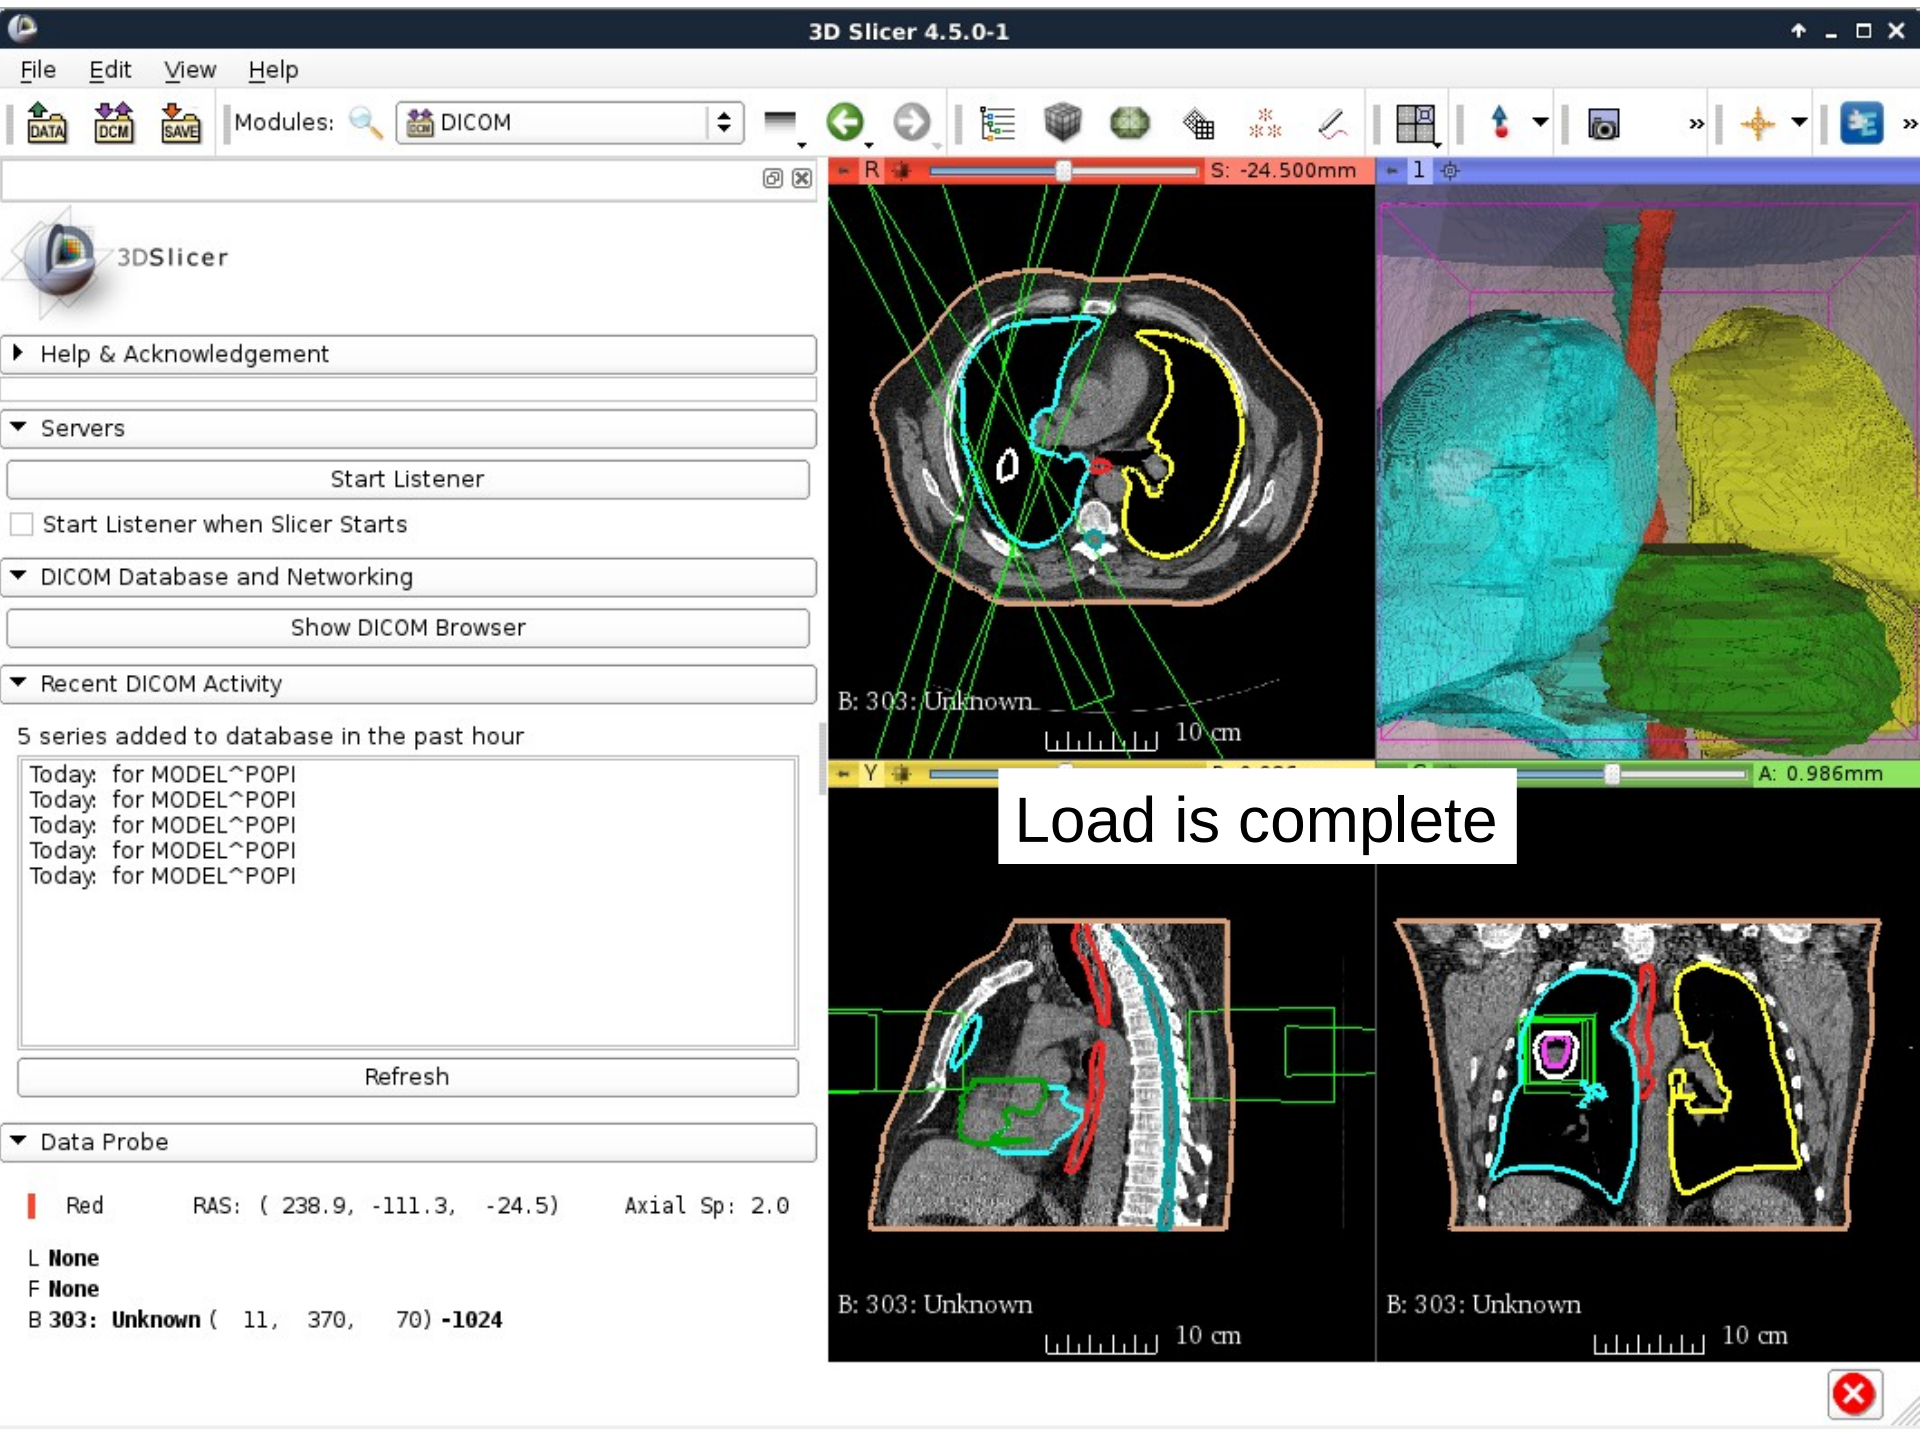 3D Slicer 4.5.0-1
File Edit View Help
DATA DCM SAVE Modules: DCM DICOM
R S: -24.500mm 1
3DSlicer
Help & Acknowledgement
Servers
Start Listener
Start Listener when Slicer Starts
DICOM Database and Networking
Show DICOM Browser
Recent DICOM Activity
5 series added to database in the past hour
Today: for MODEL^POPI
Today: for MODEL^POPI
Today: for MODEL^POPI
Today: for MODEL^POPI
Today: for MODEL^POPI
Refresh
Data Probe
Red RAS: ( 238.9, -111.3, -24.5) Axial Sp: 2.0
L None
F None
B 303: Unknown ( 11, 370, 70) -1024
B: 303: Unknown
10 cm
Y A: 0.986mm
Load is complete
B: 303: Unknown
10 cm
B: 303: Unknown
10 cm